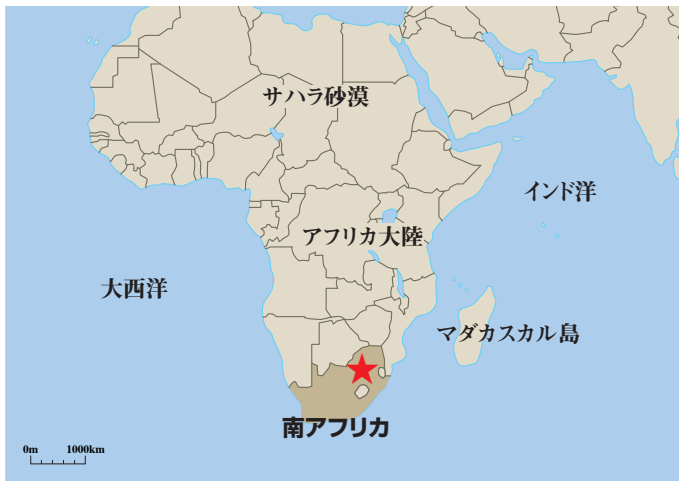 サハラ砂漠
インド洋
アフリカ大陸
大西洋
マダカスカル島
南アフリカ
0m 1000km